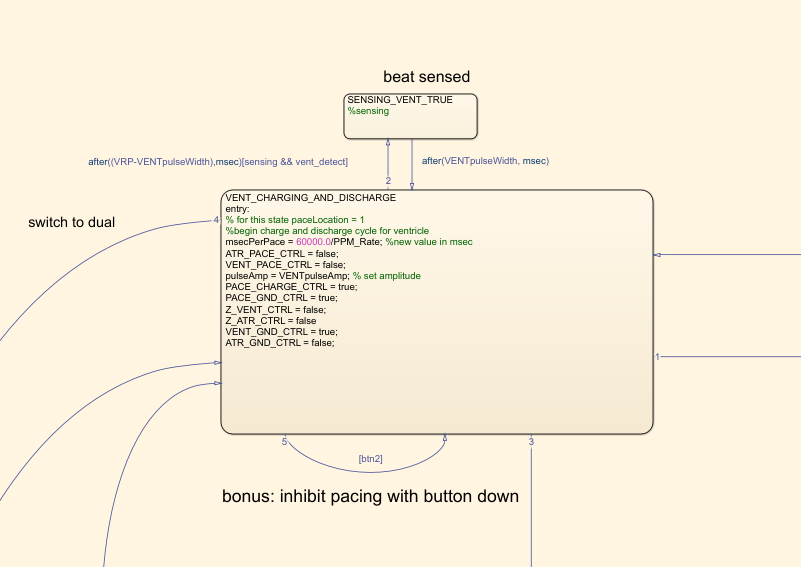 beat sensed
SENSING_VENT_TRUE
%sensing
after((VRP-VENTpulseWidth),msec)[sensing && vent_detect]
after(VENTpulseWidth, msec)
2
switch to dual
4
VENT_CHARGING_AND_DISCHARGE
entry:
% for this state paceLocation = 1
%begin charge and discharge cycle for ventricle
msecPerPace = 60000.0/PPM_Rate; %new value in msec
ATR_PACE_CTRL = false;
VENT_PACE_CTRL = false;
pulseAmp = VENTpulseAmp; % set amplitude
PACE_CHARGE_CTRL = true;
PACE_GND_CTRL = true;
Z_VENT_CTRL = false;
Z_ATR_CTRL = false
VENT_GND_CTRL = true;
ATR_GND_CTRL = false;
1
5
3
[btn2]
bonus: inhibit pacing with button down